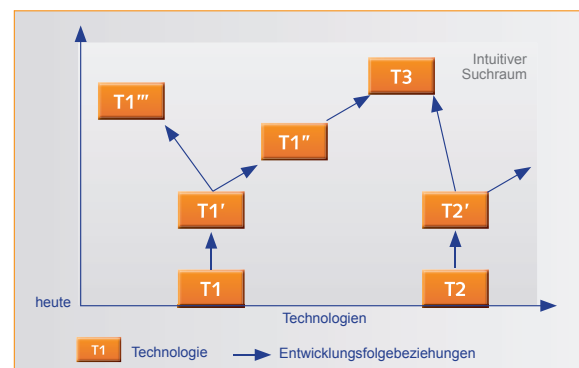 Intuitiver
Suchraum
T3
T1‴
T1″
T1′
T2′
T1
T2
heute
Technologien
T1 Technologie Entwicklungsfolgebeziehungen